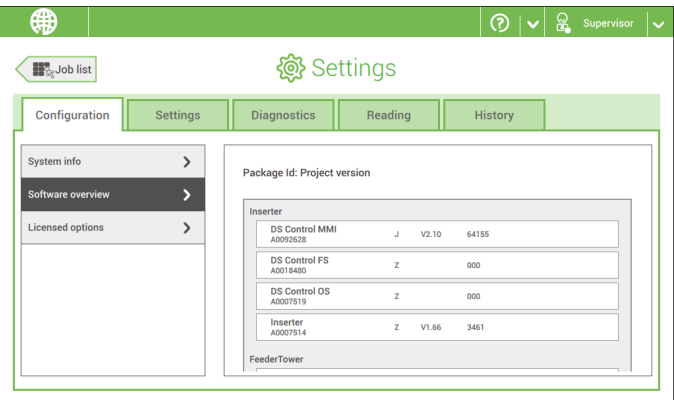 ? Supervisor
Job list
Settings
Configuration Settings Diagnostics Reading History
System info
Software overview
Licensed options
Package Id: Project version
Inserter
DS Control MMI J V2.10 64155
A0092628
DS Control FS Z 000
A0018480
DS Control OS Z 000
A0007519
Inserter Z V1.66 3461
A0007514
FeederTower